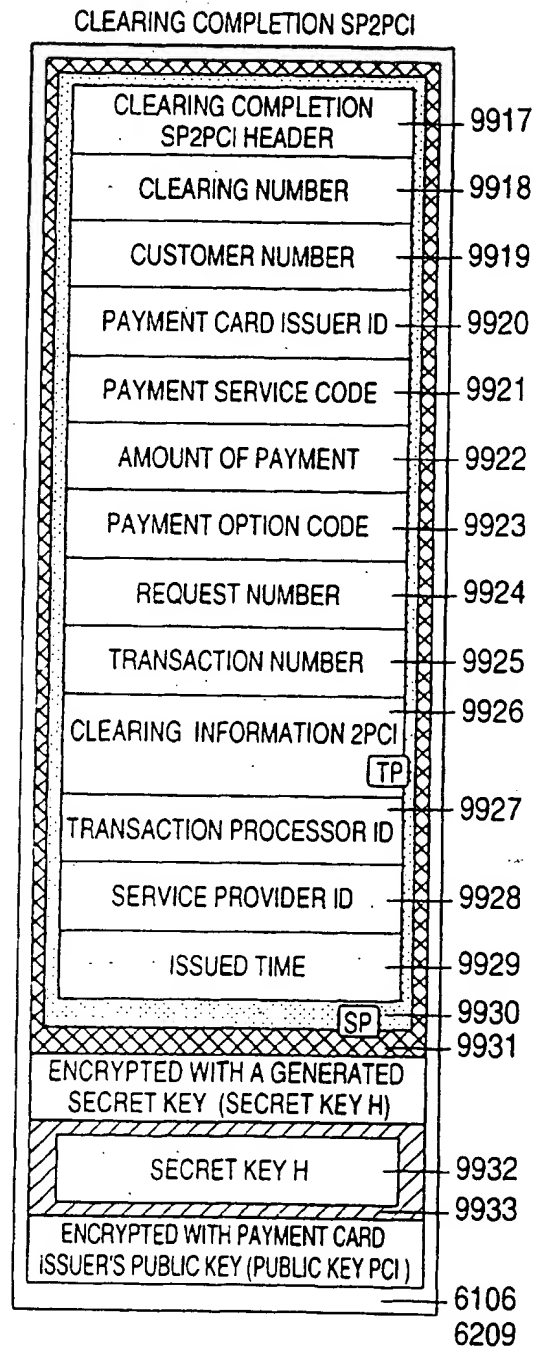 CLEARING COMPLETION SP2PCI
CLEARING COMPLETION
SP2PCI HEADER
9917
CLEARING NUMBER
9918
CUSTOMER NUMBER
9919
PAYMENT CARD ISSUER ID
9920
PAYMENT SERVICE CODE
9921
AMOUNT OF PAYMENT
9922
PAYMENT OPTION CODE
9923
REQUEST NUMBER
9924
TRANSACTION NUMBER
9925
9926
CLEARING INFORMATION 2PCI
TP
9927
TRANSACTION PROCESSOR ID
SERVICE PROVIDER ID
9928
ISSUED TIME
9929
SP
9930
9931
ENCRYPTED WITH A GENERATED
SECRET KEY (SECRET KEY H)
SECRET KEY H
9932
9933
ENCRYPTED WITH PAYMENT CARD
ISSUER'S PUBLIC KEY (PUBLIC KEY PCI)
6106
6209